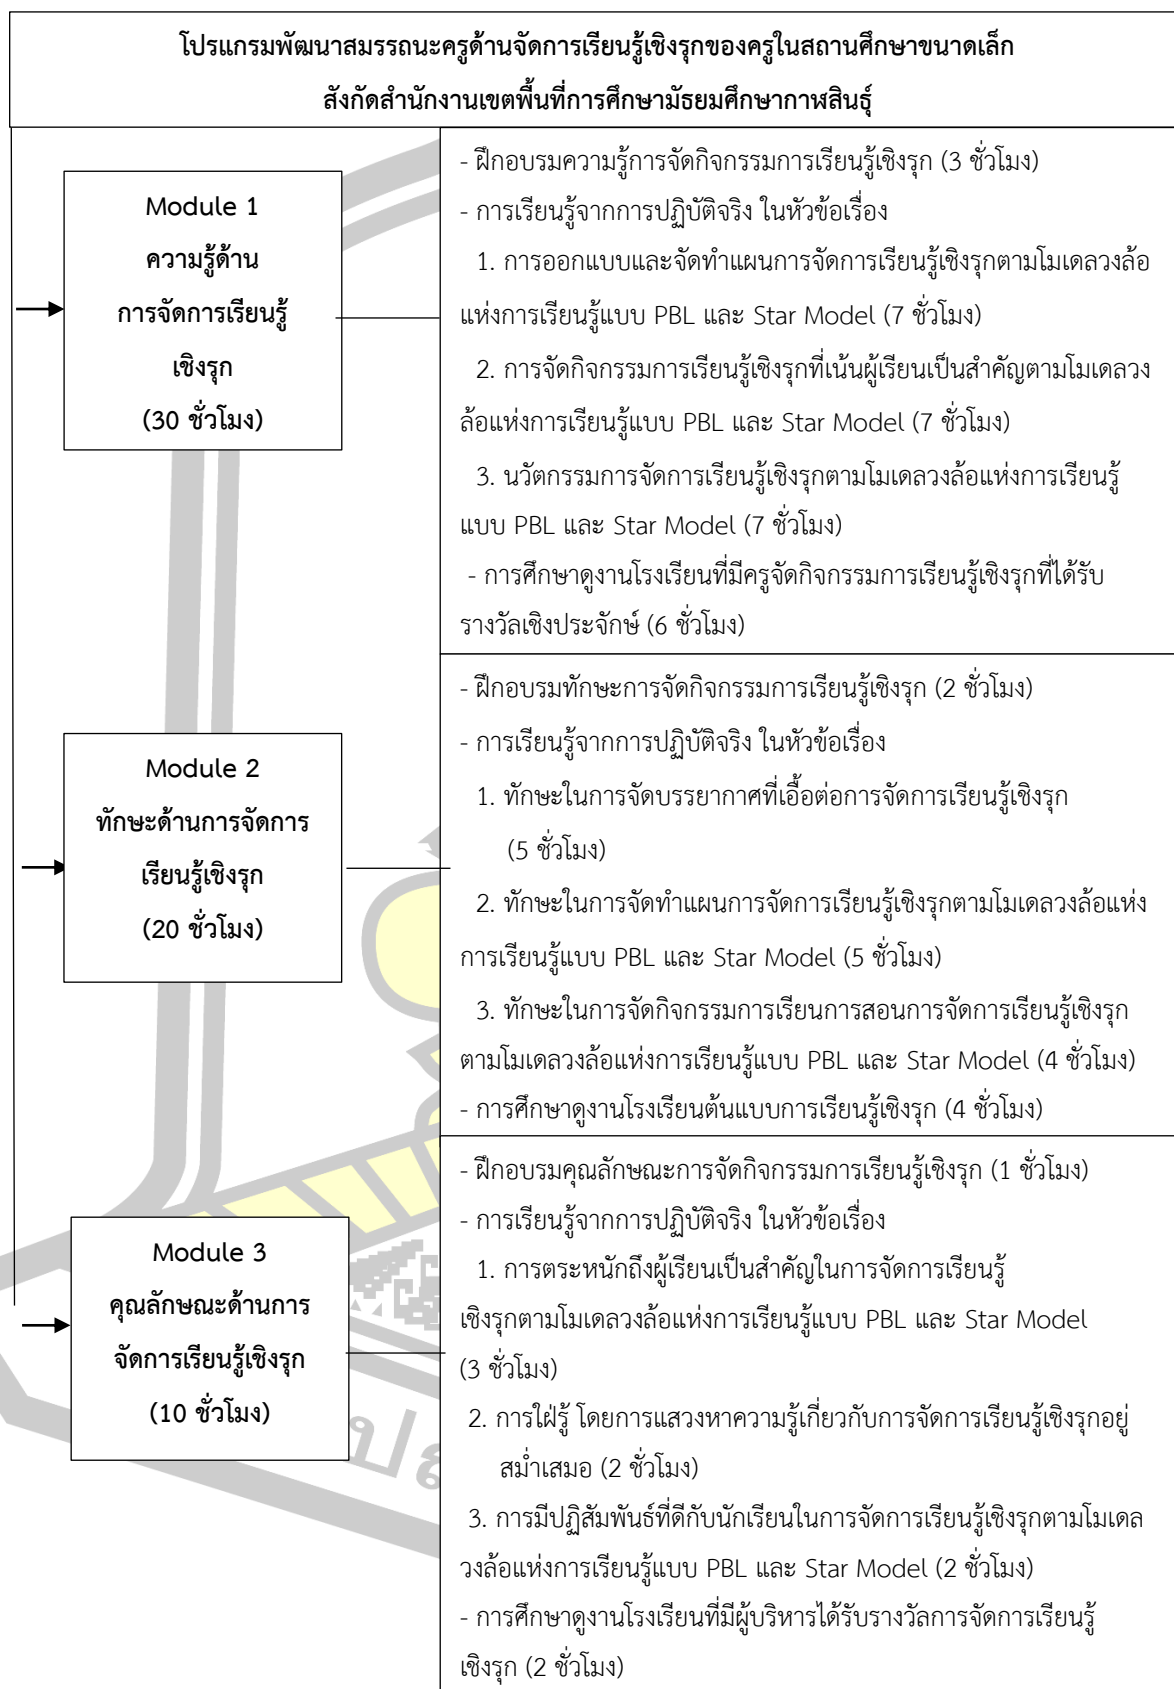 โปรแกรมพัฒนาสมรรถนะครูด้านจัดการเรียนรู้เชิงรุกของครูในสถานศึกษาขนาดเล็ก
สังกัดสำนักงานเขตพื้นที่การศึกษามัธยมศึกษากาฬสินธุ์
Module 1
ความรู้ด้าน
การจัดการเรียนรู้
เชิงรุก
(30 ชั่วโมง)
- ฝึกอบรมความรู้การจัดกิจกรรมการเรียนรู้เชิงรุก (3 ชั่วโมง)
- การเรียนรู้จากการปฏิบัติจริง ในหัวข้อเรื่อง
1. การออกแบบและจัดทำแผนการจัดการเรียนรู้เชิงรุกตามโมเดลวงล้อ
แห่งการเรียนรู้แบบ PBL และ Star Model (7 ชั่วโมง)
2. การจัดกิจกรรมการเรียนรู้เชิงรุกที่เน้นผู้เรียนเป็นสำคัญตามโมเดลวง
ล้อแห่งการเรียนรู้แบบ PBL และ Star Model (7 ชั่วโมง)
3. นวัตกรรมการจัดการเรียนรู้เชิงรุกตามโมเดลวงล้อแห่งการเรียนรู้
แบบ PBL และ Star Model (7 ชั่วโมง)
- การศึกษาดูงานโรงเรียนที่มีครูจัดกิจกรรมการเรียนรู้เชิงรุกที่ได้รับ
รางวัลเชิงประจักษ์ (6 ชั่วโมง)
Module 2
ทักษะด้านการจัดการ
เรียนรู้เชิงรุก
(20 ชั่วโมง)
- ฝึกอบรมทักษะการจัดกิจกรรมการเรียนรู้เชิงรุก (2 ชั่วโมง)
- การเรียนรู้จากการปฏิบัติจริง ในหัวข้อเรื่อง
1. ทักษะในการจัดบรรยากาศที่เอื้อต่อการจัดการเรียนรู้เชิงรุก
(5 ชั่วโมง)
2. ทักษะในการจัดทำแผนการจัดการเรียนรู้เชิงรุกตามโมเดลวงล้อแห่ง
การเรียนรู้แบบ PBL และ Star Model (5 ชั่วโมง)
3. ทักษะในการจัดกิจกรรมการเรียนการสอนการจัดการเรียนรู้เชิงรุก
ตามโมเดลวงล้อแห่งการเรียนรู้แบบ PBL และ Star Model (4 ชั่วโมง)
- การศึกษาดูงานโรงเรียนต้นแบบการเรียนรู้เชิงรุก (4 ชั่วโมง)
Module 3
คุณลักษณะด้านการ
จัดการเรียนรู้เชิงรุก
(10 ชั่วโมง)
- ฝึกอบรมคุณลักษณะการจัดกิจกรรมการเรียนรู้เชิงรุก (1 ชั่วโมง)
- การเรียนรู้จากการปฏิบัติจริง ในหัวข้อเรื่อง
1. การตระหนักถึงผู้เรียนเป็นสำคัญในการจัดการเรียนรู้
เชิงรุกตามโมเดลวงล้อแห่งการเรียนรู้แบบ PBL และ Star Model
(3 ชั่วโมง)
2. การใฝ่รู้ โดยการแสวงหาความรู้เกี่ยวกับการจัดการเรียนรู้เชิงรุกอยู่
สม่ำเสมอ (2 ชั่วโมง)
3. การมีปฏิสัมพันธ์ที่ดีกับนักเรียนในการจัดการเรียนรู้เชิงรุกตามโมเดล
วงล้อแห่งการเรียนรู้แบบ PBL และ Star Model (2 ชั่วโมง)
- การศึกษาดูงานโรงเรียนที่มีผู้บริหารได้รับรางวัลการจัดการเรียนรู้
เชิงรุก (2 ชั่วโมง)